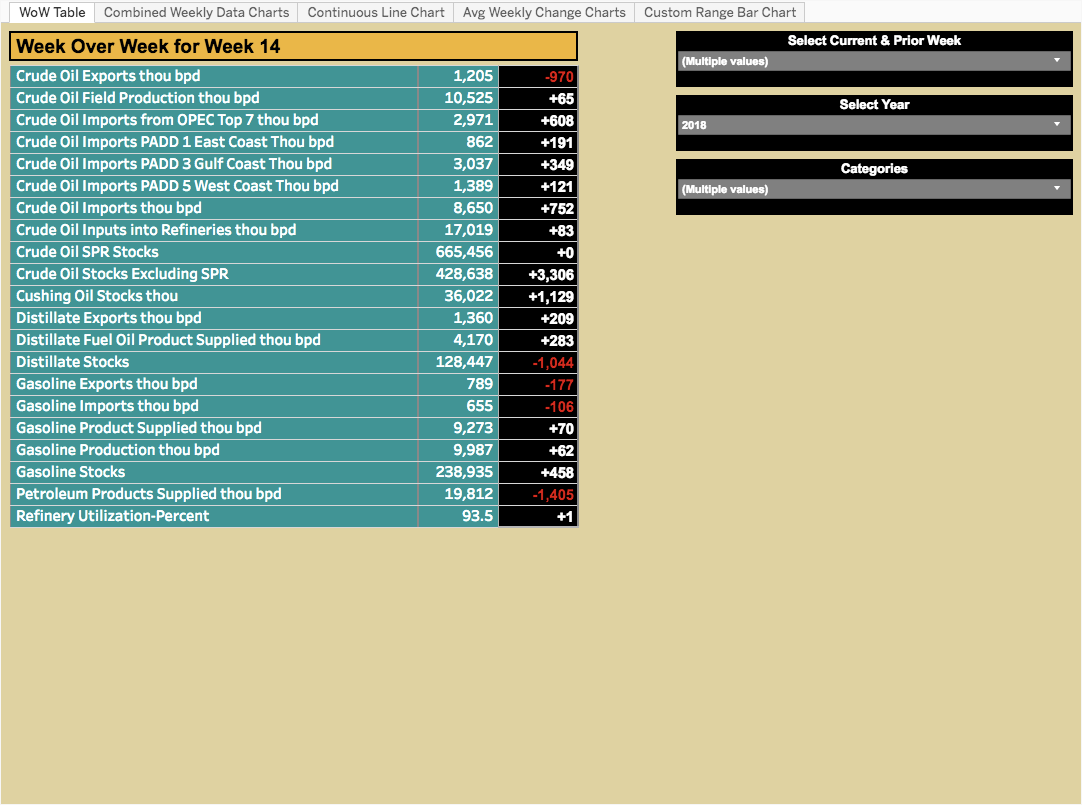 WoW Table Combined Weekly Data Charts Continuous Line Chart Avg Weekly Change Charts Custom Range Bar Chart
Week Over Week for Week 14
Crude Oil Exports thou bpd 1,205 -970
Crude Oil Field Production thou bpd 10,525 +65
Crude Oil Imports from OPEC Top 7 thou bpd 2,971 +608
Crude Oil Imports PADD 1 East Coast Thou bpd 862 +191
Crude Oil Imports PADD 3 Gulf Coast Thou bpd 3,037 +349
Crude Oil Imports PADD 5 West Coast Thou bpd 1,389 +121
Crude Oil Imports thou bpd 8,650 +752
Crude Oil Inputs into Refineries thou bpd 17,019 +83
Crude Oil SPR Stocks 665,456 +0
Crude Oil Stocks Excluding SPR 428,638 +3,306
Cushing Oil Stocks thou 36,022 +1,129
Distillate Exports thou bpd 1,360 +209
Distillate Fuel Oil Product Supplied thou bpd 4,170 +283
Distillate Stocks 128,447 -1,044
Gasoline Exports thou bpd 789 -177
Gasoline Imports thou bpd 655 -106
Gasoline Product Supplied thou bpd 9,273 +70
Gasoline Production thou bpd 9,987 +62
Gasoline Stocks 238,935 +458
Petroleum Products Supplied thou bpd 19,812 -1,405
Refinery Utilization-Percent 93.5 +1
Select Current & Prior Week
(Multiple values)
Select Year
2018
Categories
(Multiple values)